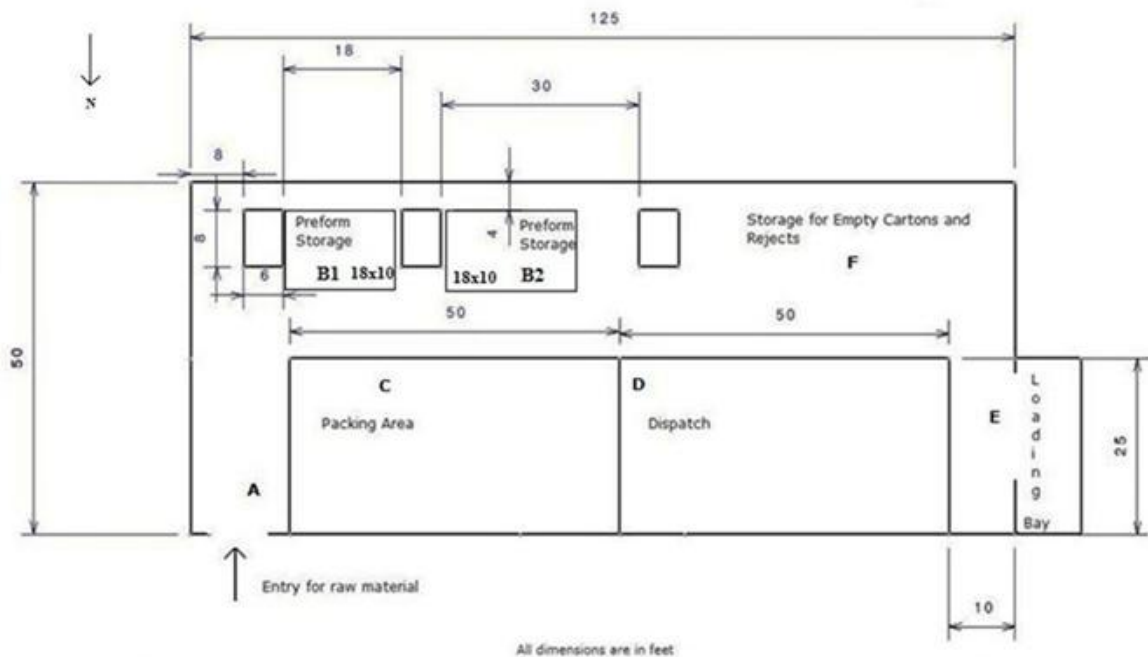 125
18
N
30
8
Preform
Storage
B1 18x10
8
6
4
Preform
Storage
18x10 B2
Storage for Empty Cartons and
Rejects
F
50
50
50
C
Packing Area
D
Dispatch
E
Loading
Bay
25
A
Entry for raw material
10
All dimensions are in feet